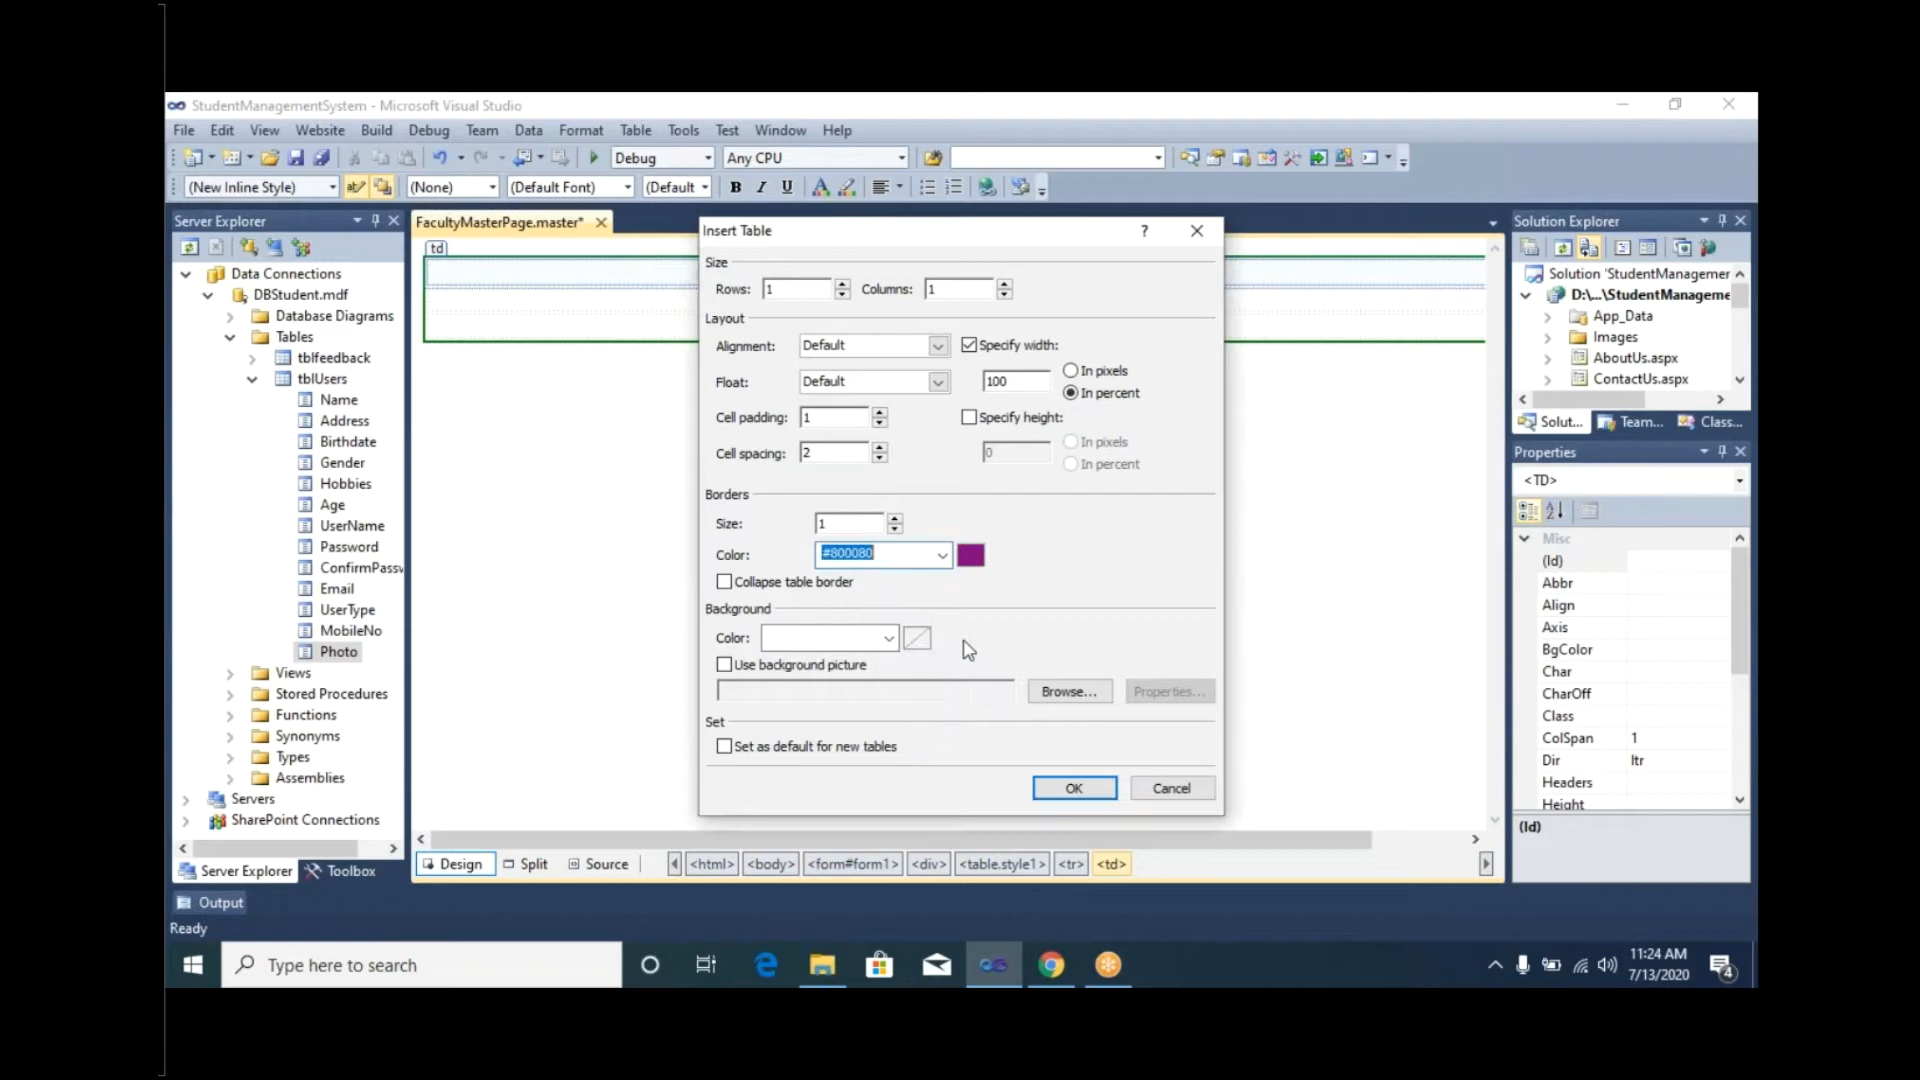 StudentManagementSystem - Microsoft Visual Studio
File Edit View Website Build Debug Team Data Format Table Tools Test Window Help
Debug Any CPU
(New Inline Style) (None) (Default Font) (Default B I U
Server Explorer
Data Connections
DBStudent.mdf
Database Diagrams
Tables
tblfeedback
tblUsers
Name
Address
Birthdate
Gender
Hobbies
Age
UserName
Password
ConfirmPassw
Email
UserType
MobileNo
Photo
Views
Stored Procedures
Functions
Synonyms
Types
Assemblies
Servers
SharePoint Connections
Server Explorer Toolbox
FacultyMasterPage.master*
td
Insert Table ?
Size
Rows: 1 Columns: 1
Layout
Alignment: Default Specify width:
In pixels
Float: Default 100
In percent
Cell padding: 1 Specify height:
In pixels
Cell spacing: 2 0
In percent
Borders
Size: 1
Color: #800080
Collapse table border
Background
Color:
Use background picture
Browse... Properties...
Set
Set as default for new tables
OK Cancel
Design Split Source <html> <body> <form#form1> <div> <table.style1> <tr> <td>
Solution Explorer
Solution 'StudentManagemer
D:\...\StudentManageme
App_Data
Images
AboutUs.aspx
ContactUs.aspx
Solut... Team... Class...
Properties
<TD>
Misc
(Id)
Abbr
Align
Axis
BgColor
Char
CharOff
Class
ColSpan 1
Dir ltr
Headers
Height
(Id)
Output
Ready
Type here to search
11:24 AM
7/13/2020
4